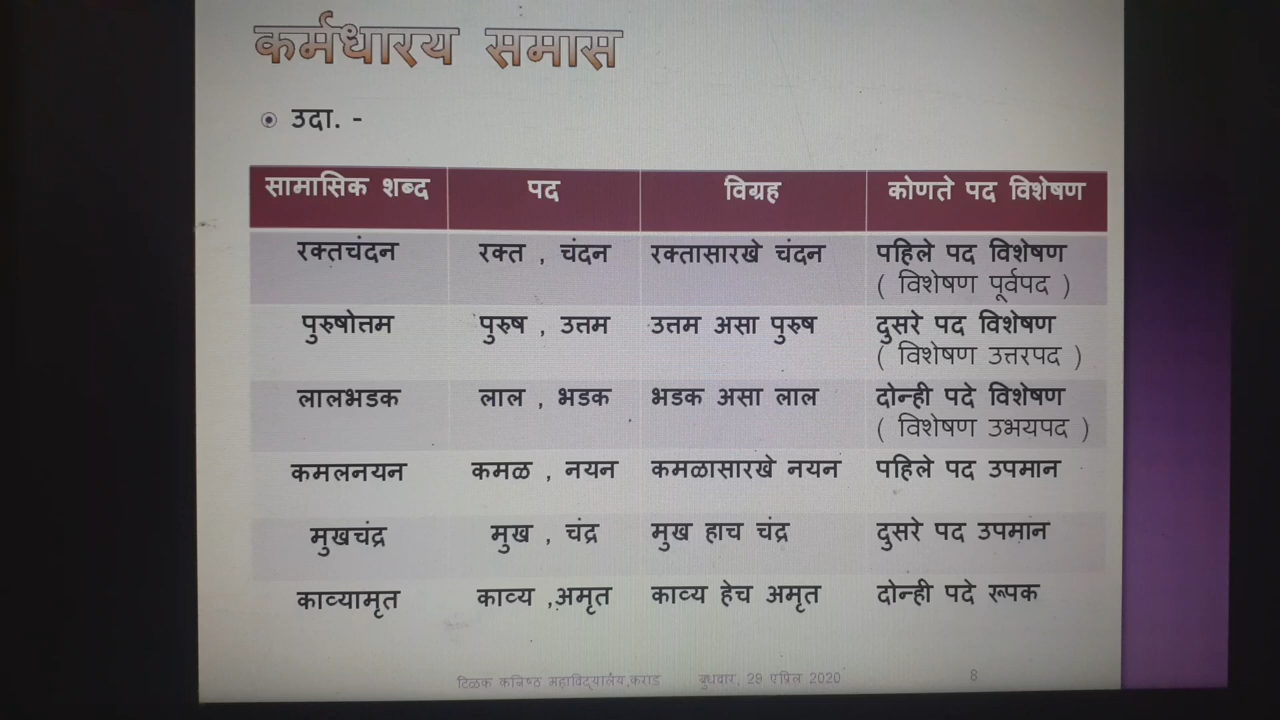 कर्मधारय समास
उदा. -
सामासिक शब्द पद विग्रह कोणते पद विशेषण
रक्तचंदन रक्त , चंदन रक्तासारखे चंदन पहिले पद विशेषण
( विशेषण पूर्वपद )
पुरुषोत्तम पुरुष , उत्तम उत्तम असा पुरुष दुसरे पद विशेषण
( विशेषण उत्तरपद )
लालभडक लाल , भडक भडक असा लाल दोन्ही पदे विशेषण
( विशेषण उभयपद )
कमलनयन कमळ , नयन कमळासारखे नयन पहिले पद उपमान
मुखचंद्र मुख , चंद्र मुख हाच चंद्र दुसरे पद उपमान
काव्यामृत काव्य ,अमृत काव्य हेच अमृत दोन्ही पदे रूपक
टिळक कनिष्ठ महाविद्यालय,कराड बुधवार, 29 एप्रिल 2020 8